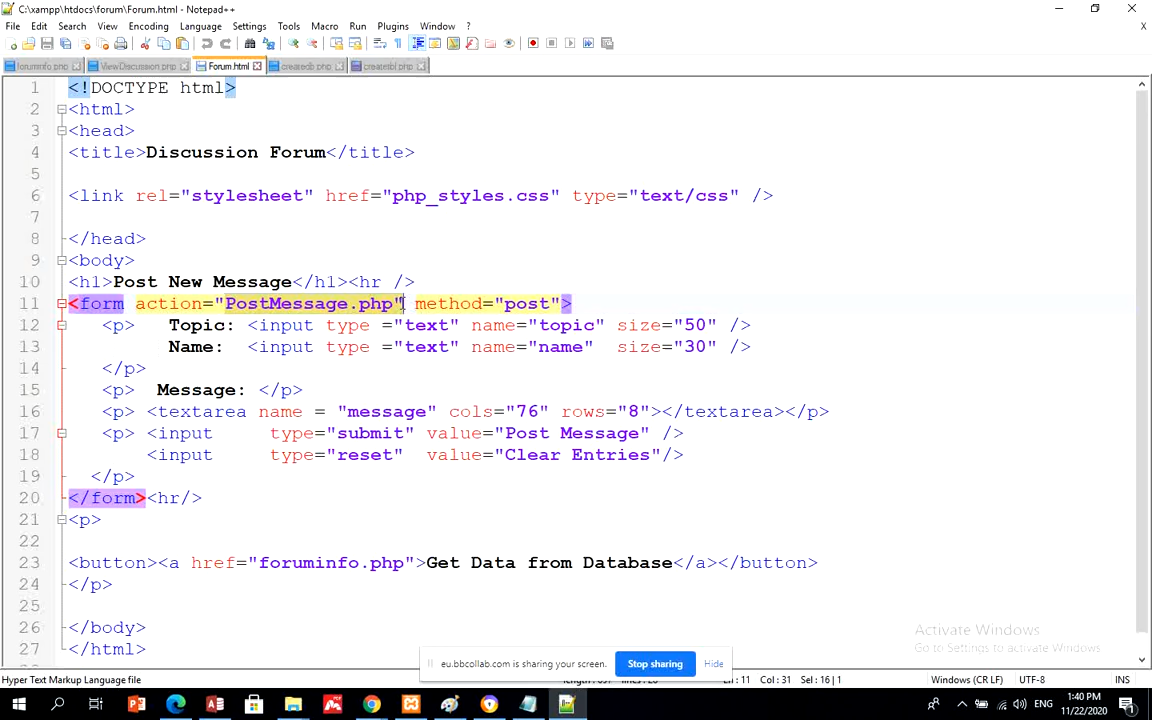 C:\xampp\htdocs\forum\Forum.html - Notepad++
File Edit Search View Encoding Language Settings Tools Macro Run Plugins Window ? X
foruminfo.php ViewDiscussion.php Forum.html createdb.php createtbl.php
1 <!DOCTYPE html>
2 <html>
3 <head>
4 <title>Discussion Forum</title>
5
6 <link rel="stylesheet" href="php_styles.css" type="text/css" />
7
8 </head>
9 <body>
10 <h1>Post New Message</h1><hr />
11 <form action="PostMessage.php" method="post">
12 <p> Topic: <input type ="text" name="topic" size="50" />
13 Name: <input type ="text" name="name" size="30" />
14 </p>
15 <p> Message: </p>
16 <p> <textarea name = "message" cols="76" rows="8"></textarea></p>
17 <p> <input type="submit" value="Post Message" />
18 <input type="reset" value="Clear Entries"/>
19 </p>
20 </form><hr/>
21 <p>
22
23 <button><a href="foruminfo.php">Get Data from Database</a></button>
24 </p>
25
26 </body>
27 </html>
Activate Windows
Go to Settings to activate Windows.
eu.bbcollab.com is sharing your screen. Stop sharing Hide
Hyper Text Markup Language file Ln : 11 Col : 31 Sel : 16 | 1 Windows (CR LF) UTF-8 INS
ENG 1:40 PM
11/22/2020